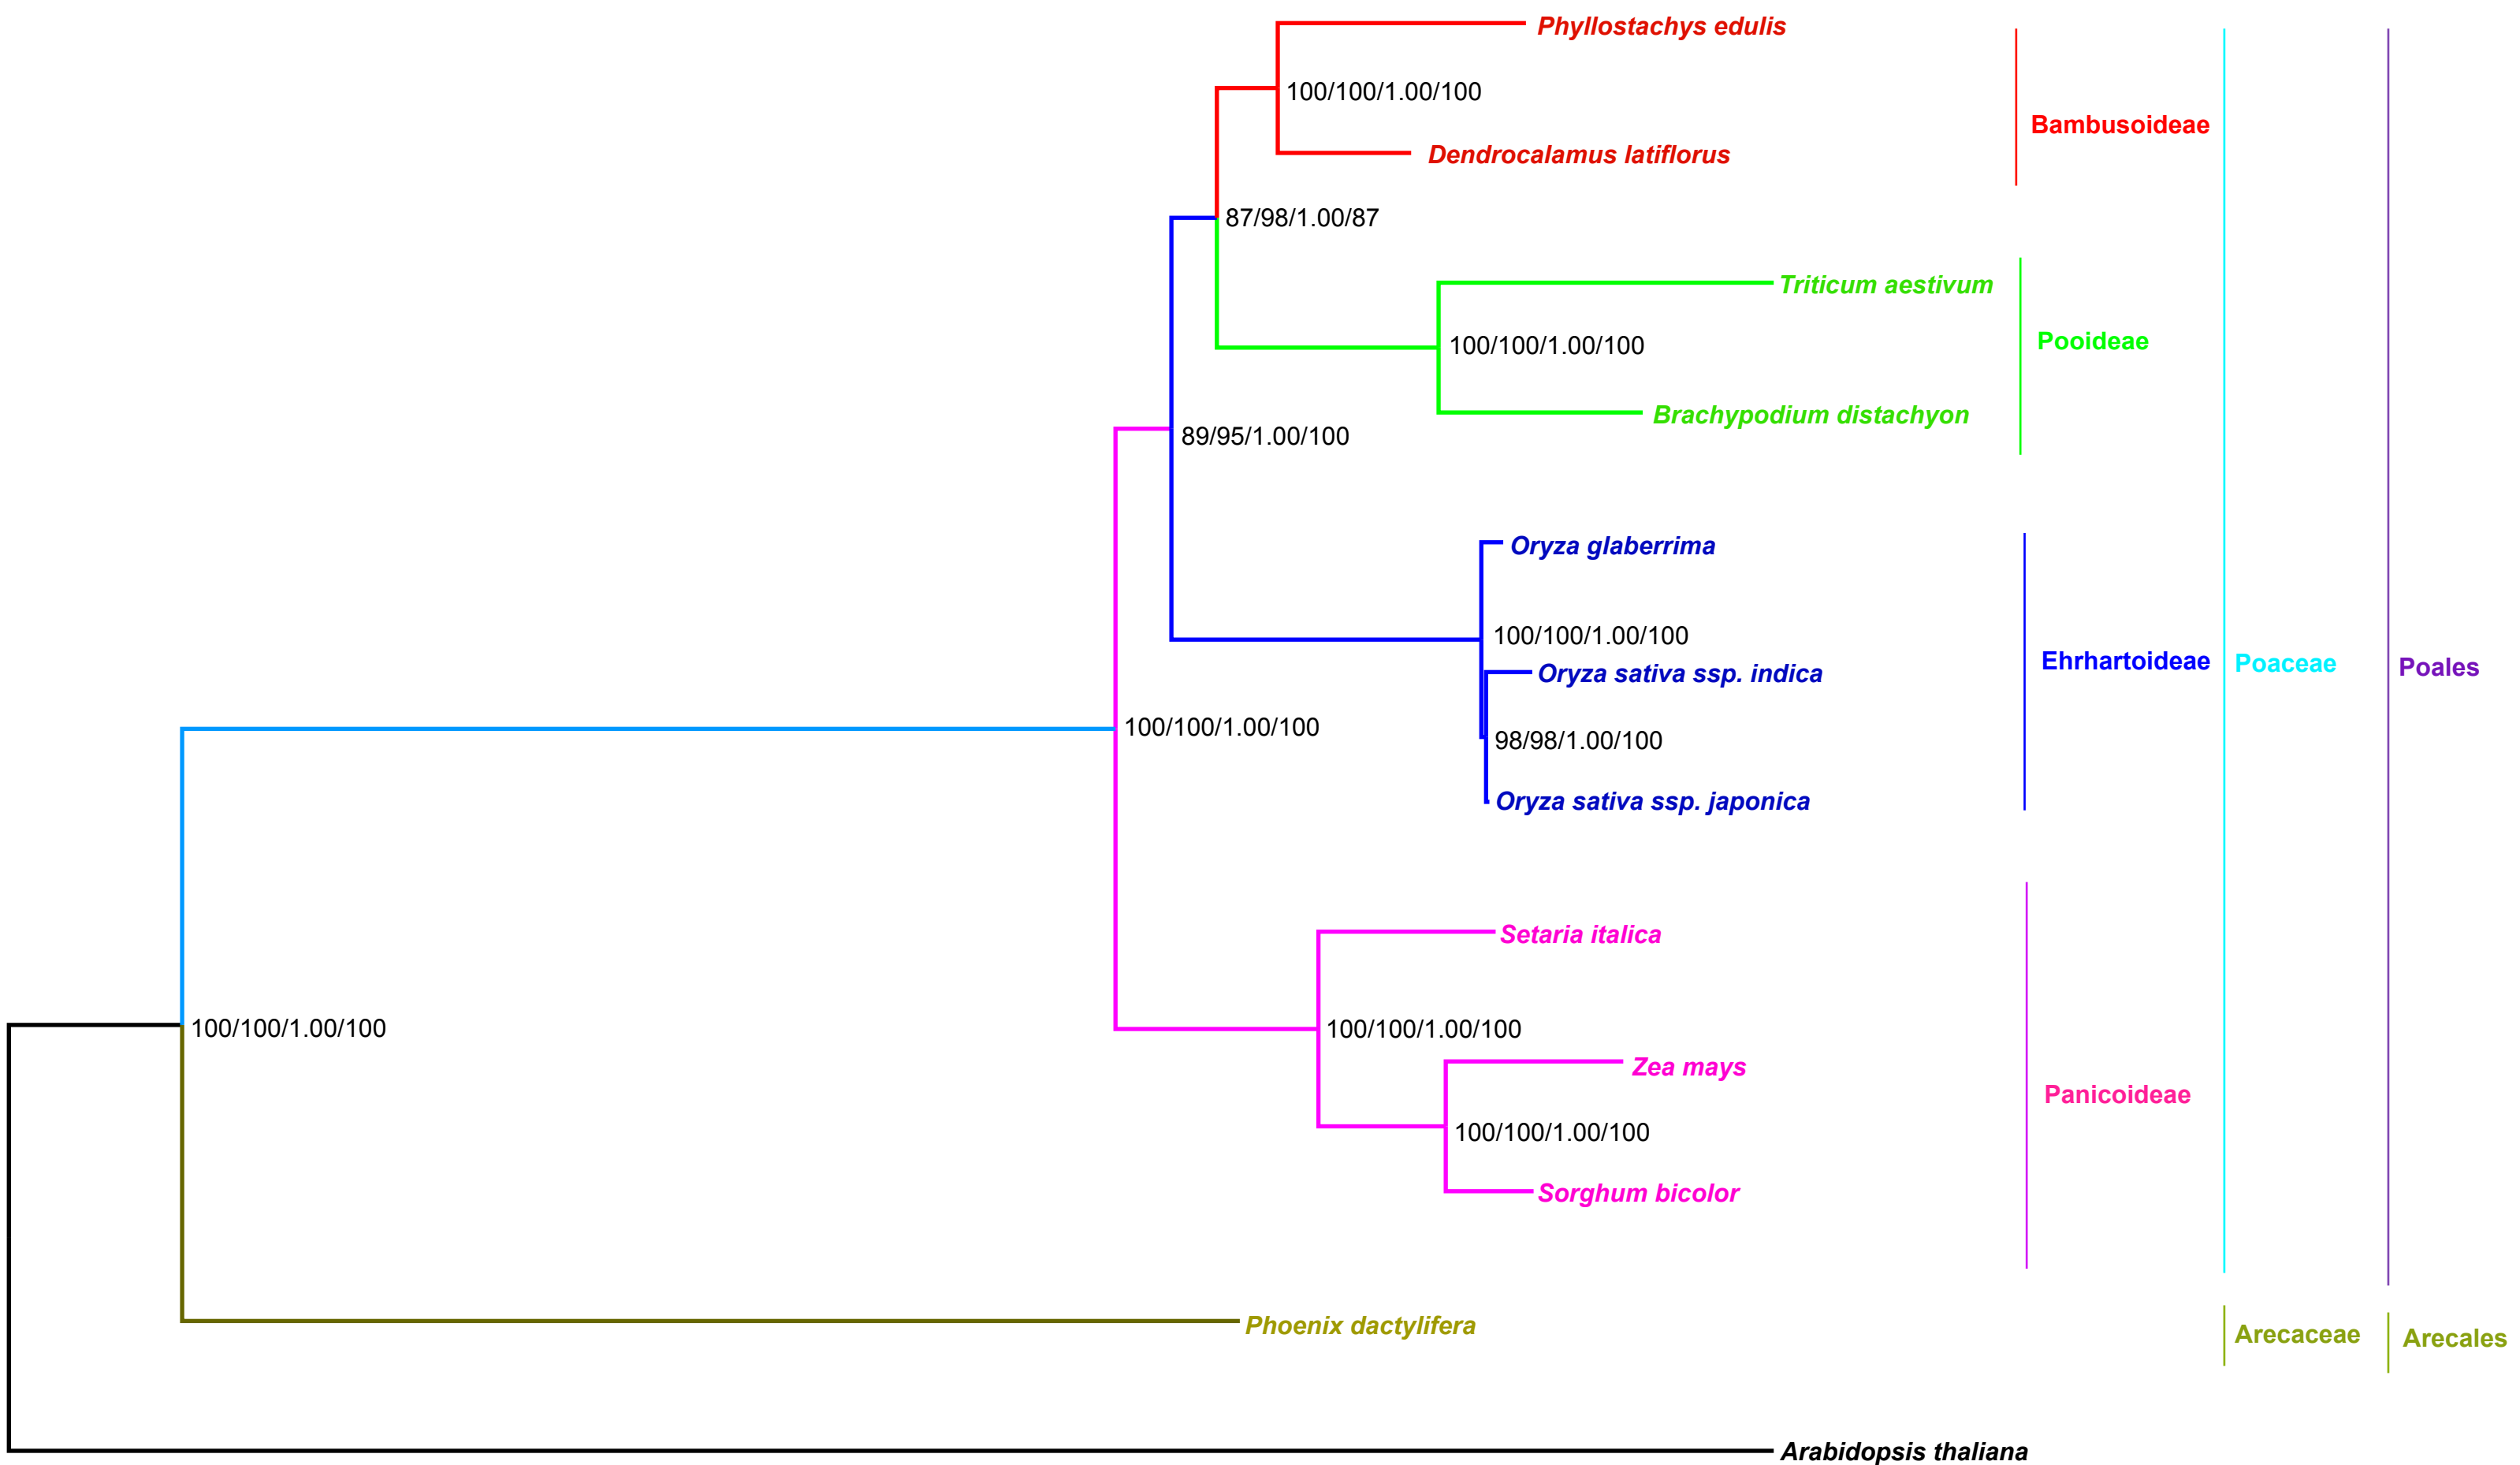 Phyllostachys edulis
100/100/1.00/100
Bambusoideae
Dendrocalamus latiflorus
87/98/1.00/87
Triticum aestivum
100/100/1.00/100
Pooideae
Brachypodium distachyon
89/95/1.00/100
Oryza glaberrima
100/100/1.00/100
Ehrhartoideae
Poaceae
Poales
Oryza sativa ssp. indica
100/100/1.00/100
98/98/1.00/100
Oryza sativa ssp. japonica
Setaria italica
100/100/1.00/100
100/100/1.00/100
Zea mays
Panicoideae
100/100/1.00/100
Sorghum bicolor
Phoenix dactylifera
Arecaceae
Arecales
Arabidopsis thaliana